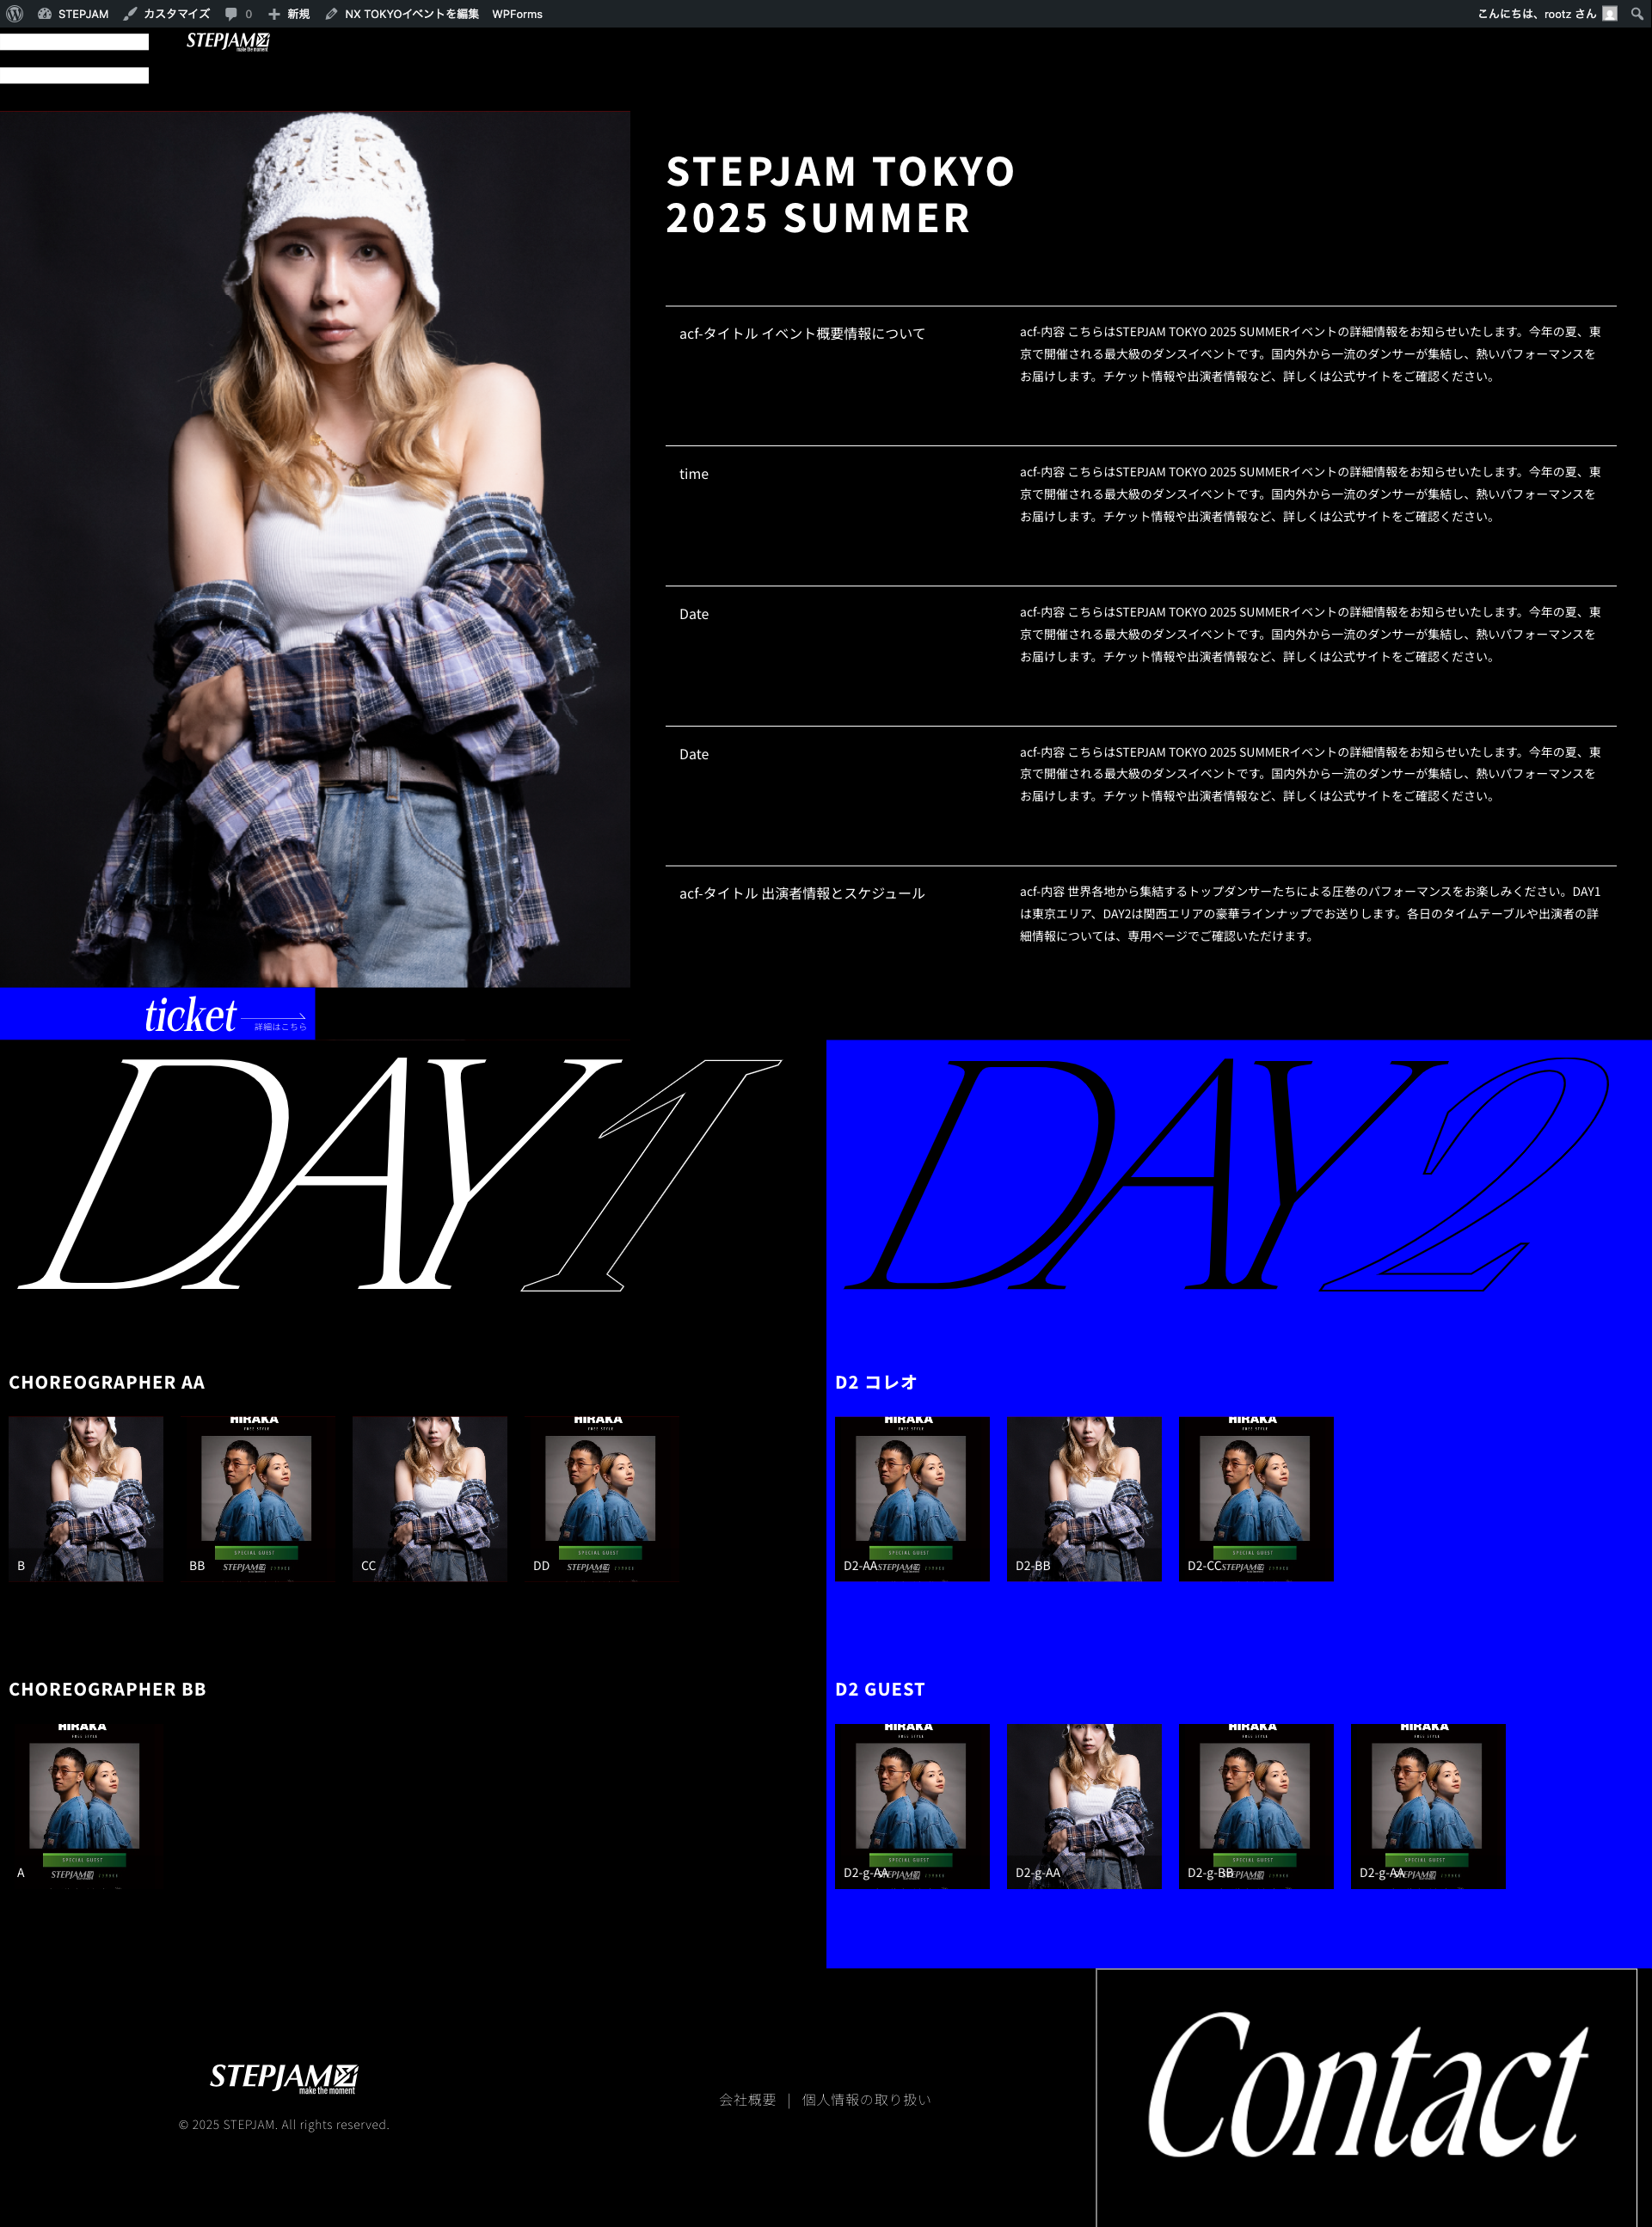 STEPJAM カスタマイズ 0 新規 NX TOKYOイベントを編集 WPForms こんにちは、rootz さん
STEPJAM
make the moment
STEPJAM TOKYO
2025 SUMMER
acf-タイトル イベント概要情報について
acf-内容 こちらはSTEPJAM TOKYO 2025 SUMMERイベントの詳細情報をお知らせいたします。今年の夏、東
京で開催される最大級のダンスイベントです。国内外から一流のダンサーが集結し、熱いパフォーマンスを
お届けします。チケット情報や出演者情報など、詳しくは公式サイトをご確認ください。
time
acf-内容 こちらはSTEPJAM TOKYO 2025 SUMMERイベントの詳細情報をお知らせいたします。今年の夏、東
京で開催される最大級のダンスイベントです。国内外から一流のダンサーが集結し、熱いパフォーマンスを
お届けします。チケット情報や出演者情報など、詳しくは公式サイトをご確認ください。
Date
acf-内容 こちらはSTEPJAM TOKYO 2025 SUMMERイベントの詳細情報をお知らせいたします。今年の夏、東
京で開催される最大級のダンスイベントです。国内外から一流のダンサーが集結し、熱いパフォーマンスを
お届けします。チケット情報や出演者情報など、詳しくは公式サイトをご確認ください。
Date
acf-内容 こちらはSTEPJAM TOKYO 2025 SUMMERイベントの詳細情報をお知らせいたします。今年の夏、東
京で開催される最大級のダンスイベントです。国内外から一流のダンサーが集結し、熱いパフォーマンスを
お届けします。チケット情報や出演者情報など、詳しくは公式サイトをご確認ください。
acf-タイトル 出演者情報とスケジュール
acf-内容 世界各地から集結するトップダンサーたちによる圧巻のパフォーマンスをお楽しみください。DAY1
は東京エリア、DAY2は関西エリアの豪華ラインナップでお送りします。各日のタイムテーブルや出演者の詳
細情報については、専用ページでご確認いただけます。
ticket
詳細はこちら
DAY1
CHOREOGRAPHER AA
B
HIRAKA
FREE STYLE
SPECIAL GUEST
BB STEPJAM
CC
HIRAKA
FREE STYLE
SPECIAL GUEST
DD STEPJAM
CHOREOGRAPHER BB
HIRAKA
FREE STYLE
SPECIAL GUEST
A STEPJAM
DAY2
D2 コレオ
HIRAKA
FREE STYLE
SPECIAL GUEST
D2-AA STEPJAM
D2-BB
HIRAKA
FREE STYLE
SPECIAL GUEST
D2-CC STEPJAM
D2 GUEST
HIRAKA
FREE STYLE
SPECIAL GUEST
D2-g-AA STEPJAM
D2-g-AA
HIRAKA
FREE STYLE
SPECIAL GUEST
D2-g-BB STEPJAM
HIRAKA
FREE STYLE
SPECIAL GUEST
D2-g-AA STEPJAM
STEPJAM
make the moment
© 2025 STEPJAM. All rights reserved.
会社概要 | 個人情報の取り扱い
Contact